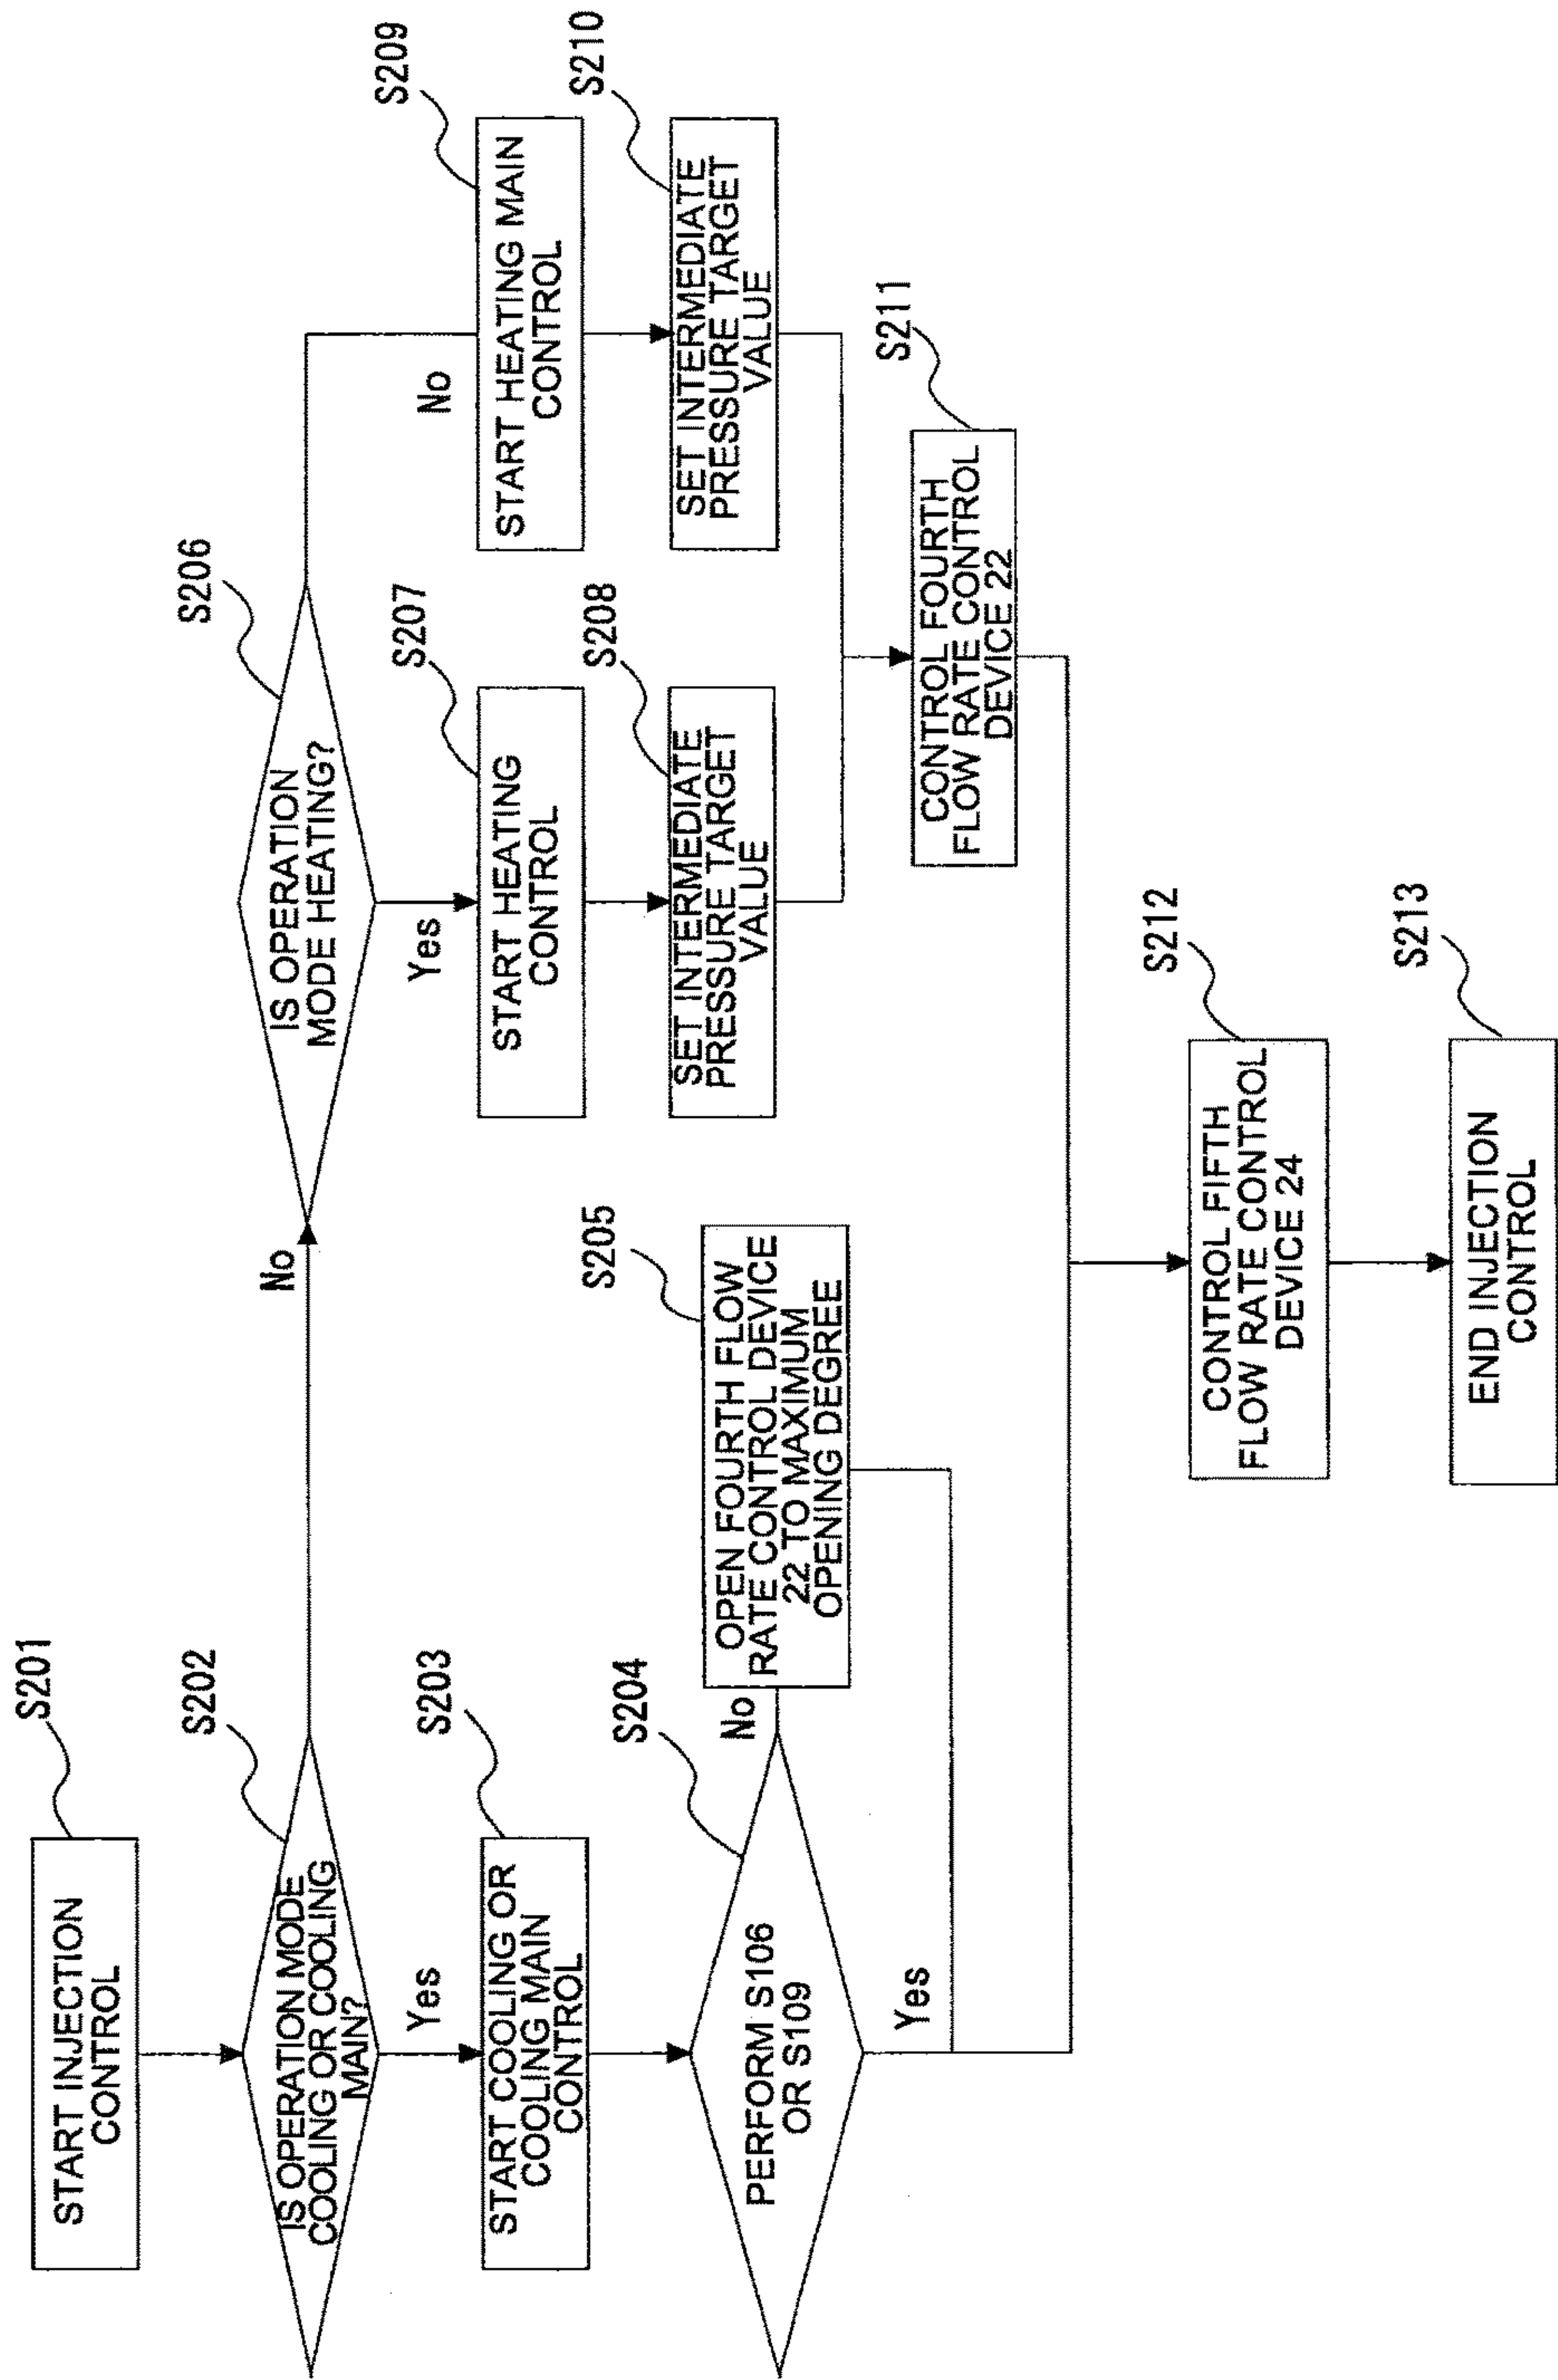 S201
START INJECTION
CONTROL
S202
IS OPERATION MODE
COOLING OR COOLING
MAIN?
No
Yes
S203
START COOLING OR
COOLING MAIN
CONTROL
S204
PERFORM S106
OR S109
No
Yes
S205
OPEN FOURTH FLOW
RATE CONTROL DEVICE
22 TO MAXIMUM
OPENING DEGREE
S206
IS OPERATION
MODE HEATING?
Yes
No
S207
START HEATING
CONTROL
S208
SET INTERMEDIATE
PRESSURE TARGET
VALUE
S209
START HEATING MAIN
CONTROL
S210
SET INTERMEDIATE
PRESSURE TARGET
VALUE
S211
CONTROL FOURTH
FLOW RATE CONTROL
DEVICE 22
S212
CONTROL FIFTH
FLOW RATE CONTROL
DEVICE 24
S213
END INJECTION
CONTROL